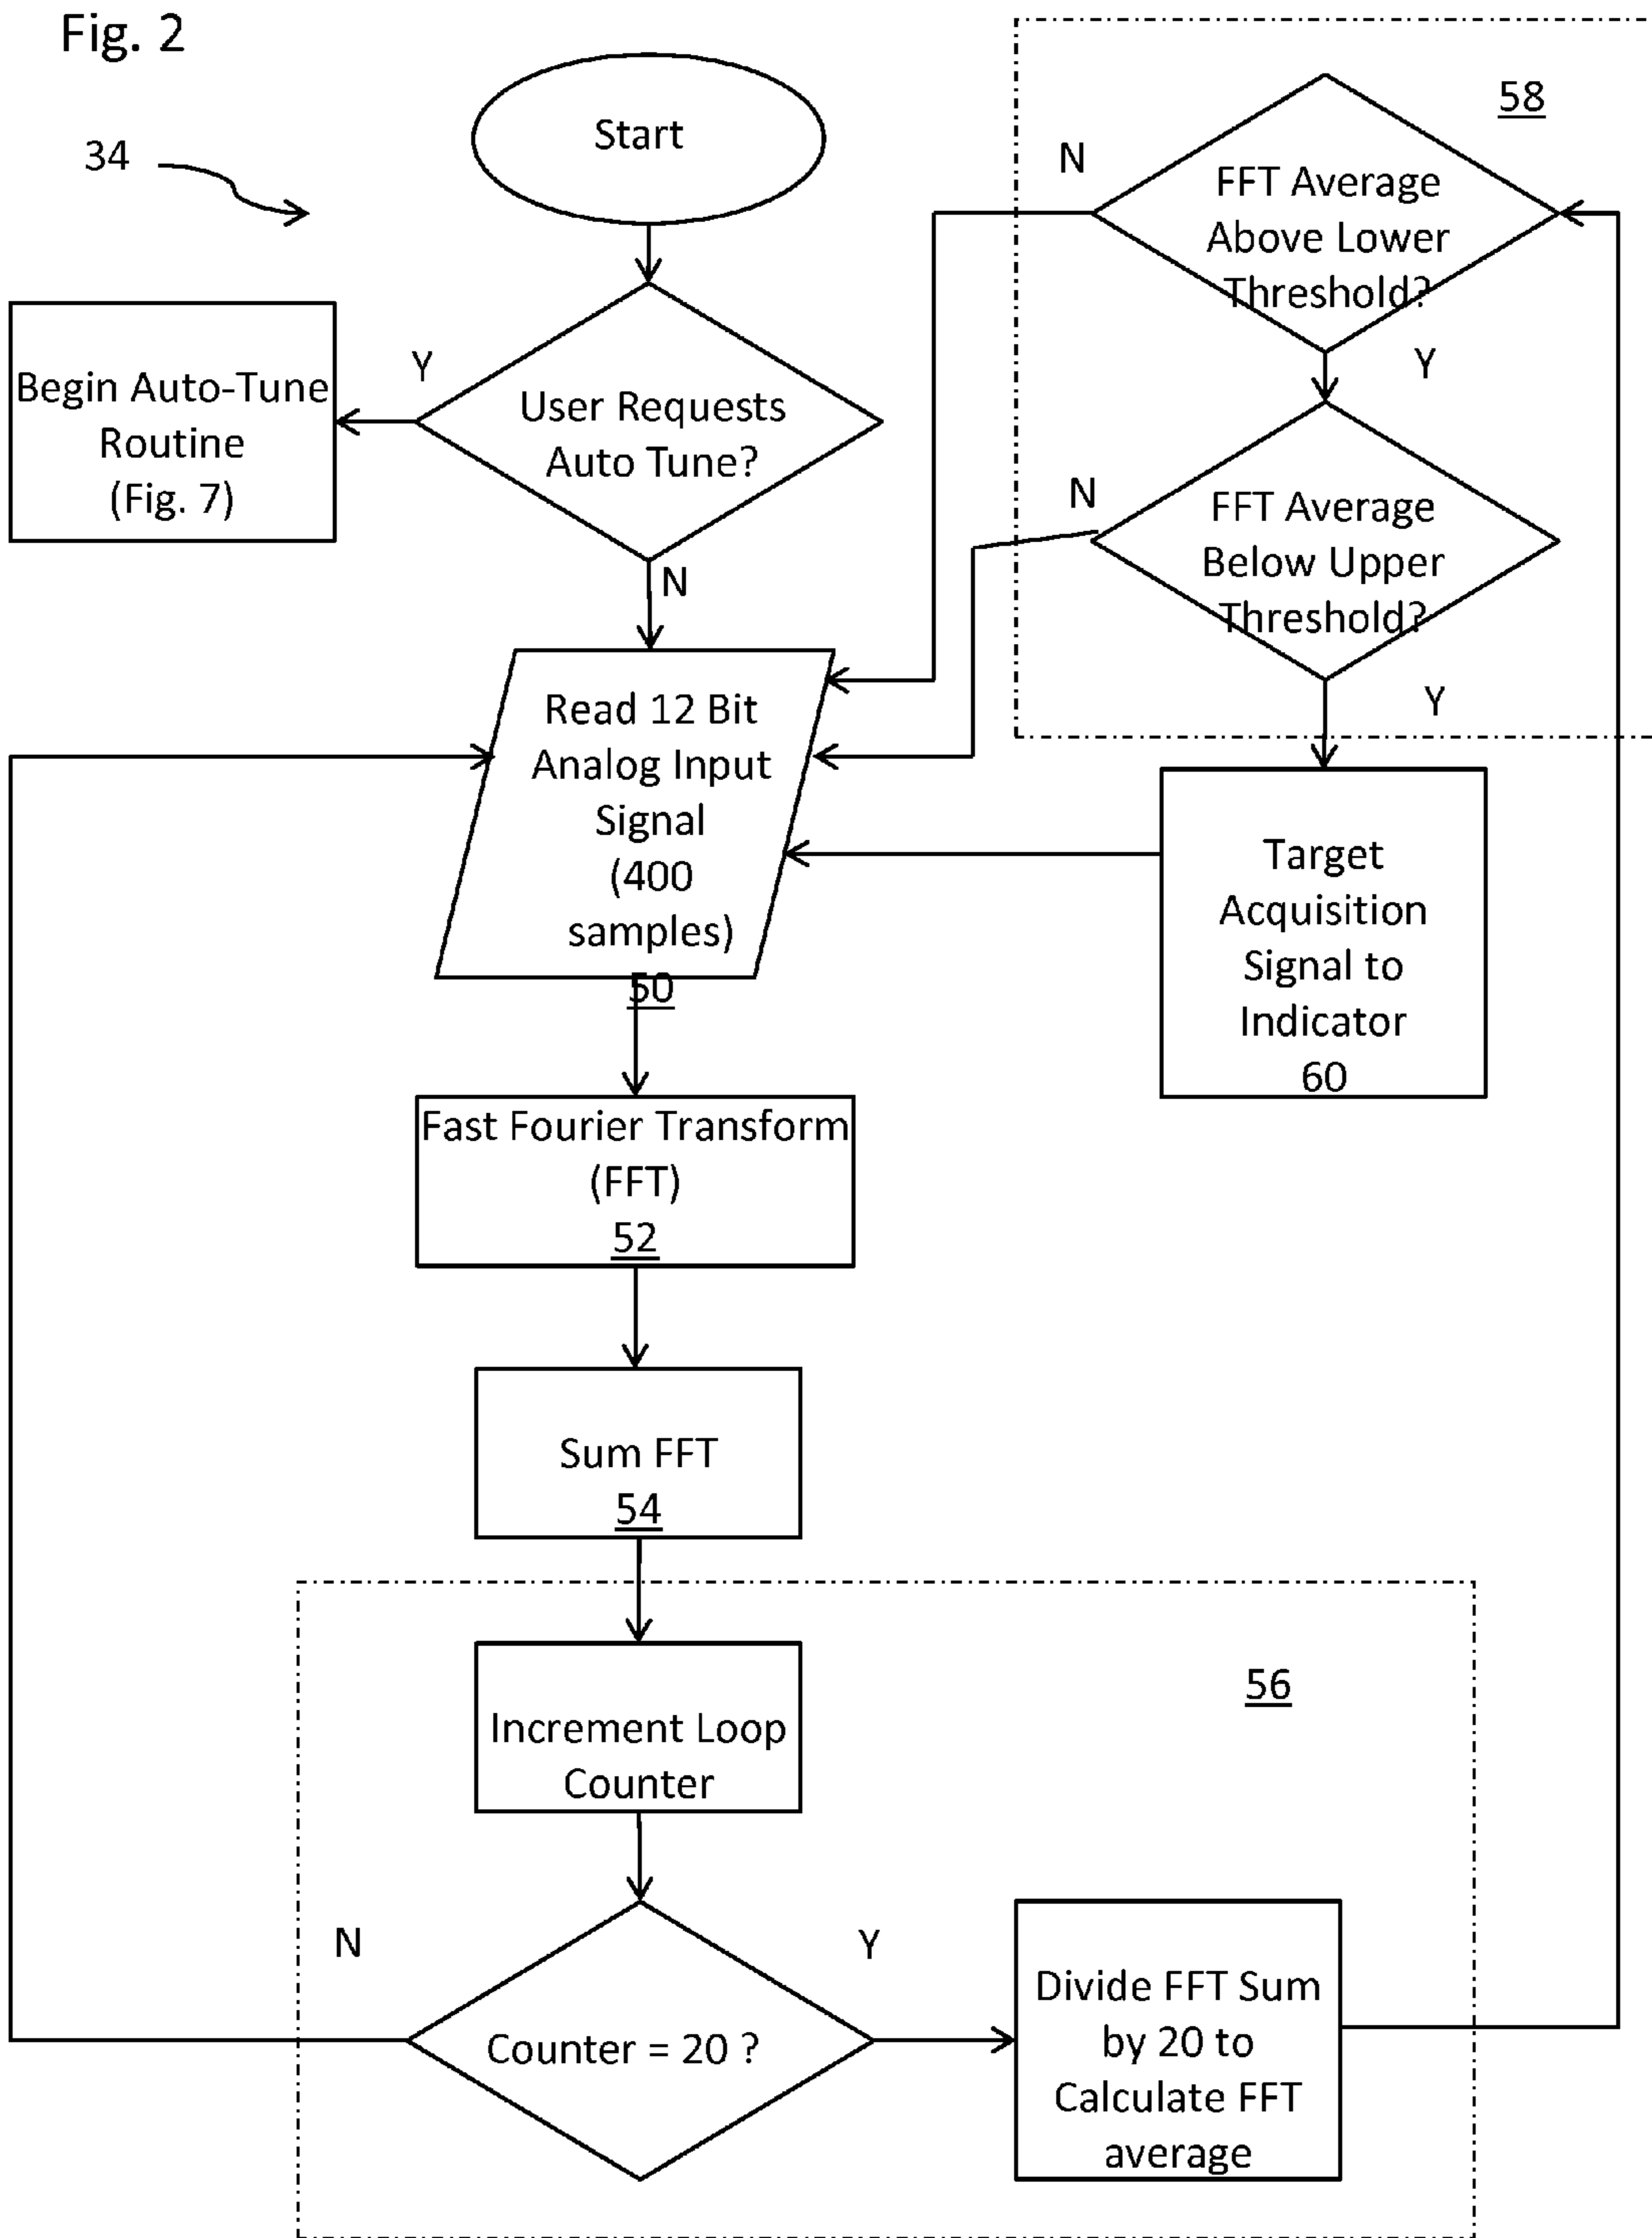 Fig. 2
34
Start
User Requests
Auto Tune?
Y
N
Begin Auto-Tune
Routine
(Fig. 7)
Read 12 Bit
Analog Input
Signal
(400
samples)
50
Fast Fourier Transform
(FFT)
52
Sum FFT
54
56
Increment Loop
Counter
Counter = 20 ?
N
Y
Divide FFT Sum
by 20 to
Calculate FFT
average
58
FFT Average
Above Lower
Threshold?
N
Y
FFT Average
Below Upper
Threshold?
N
Y
Target
Acquisition
Signal to
Indicator
60